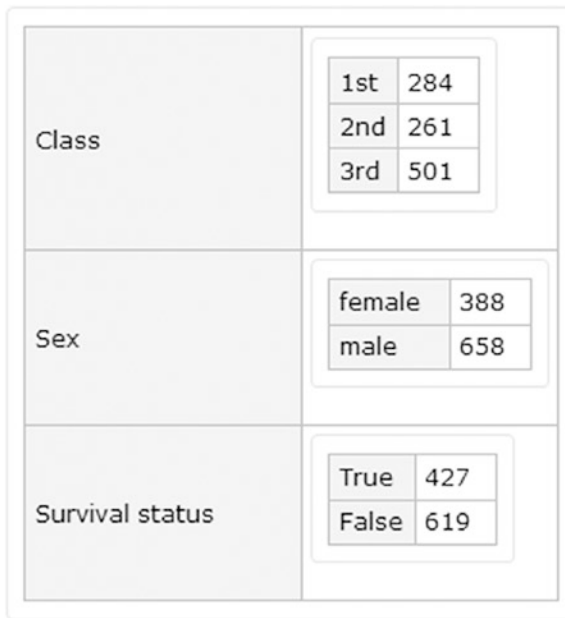 Class
1st 284
2nd 261
3rd 501
Sex
female 388
male 658
Survival status
True 427
False 619